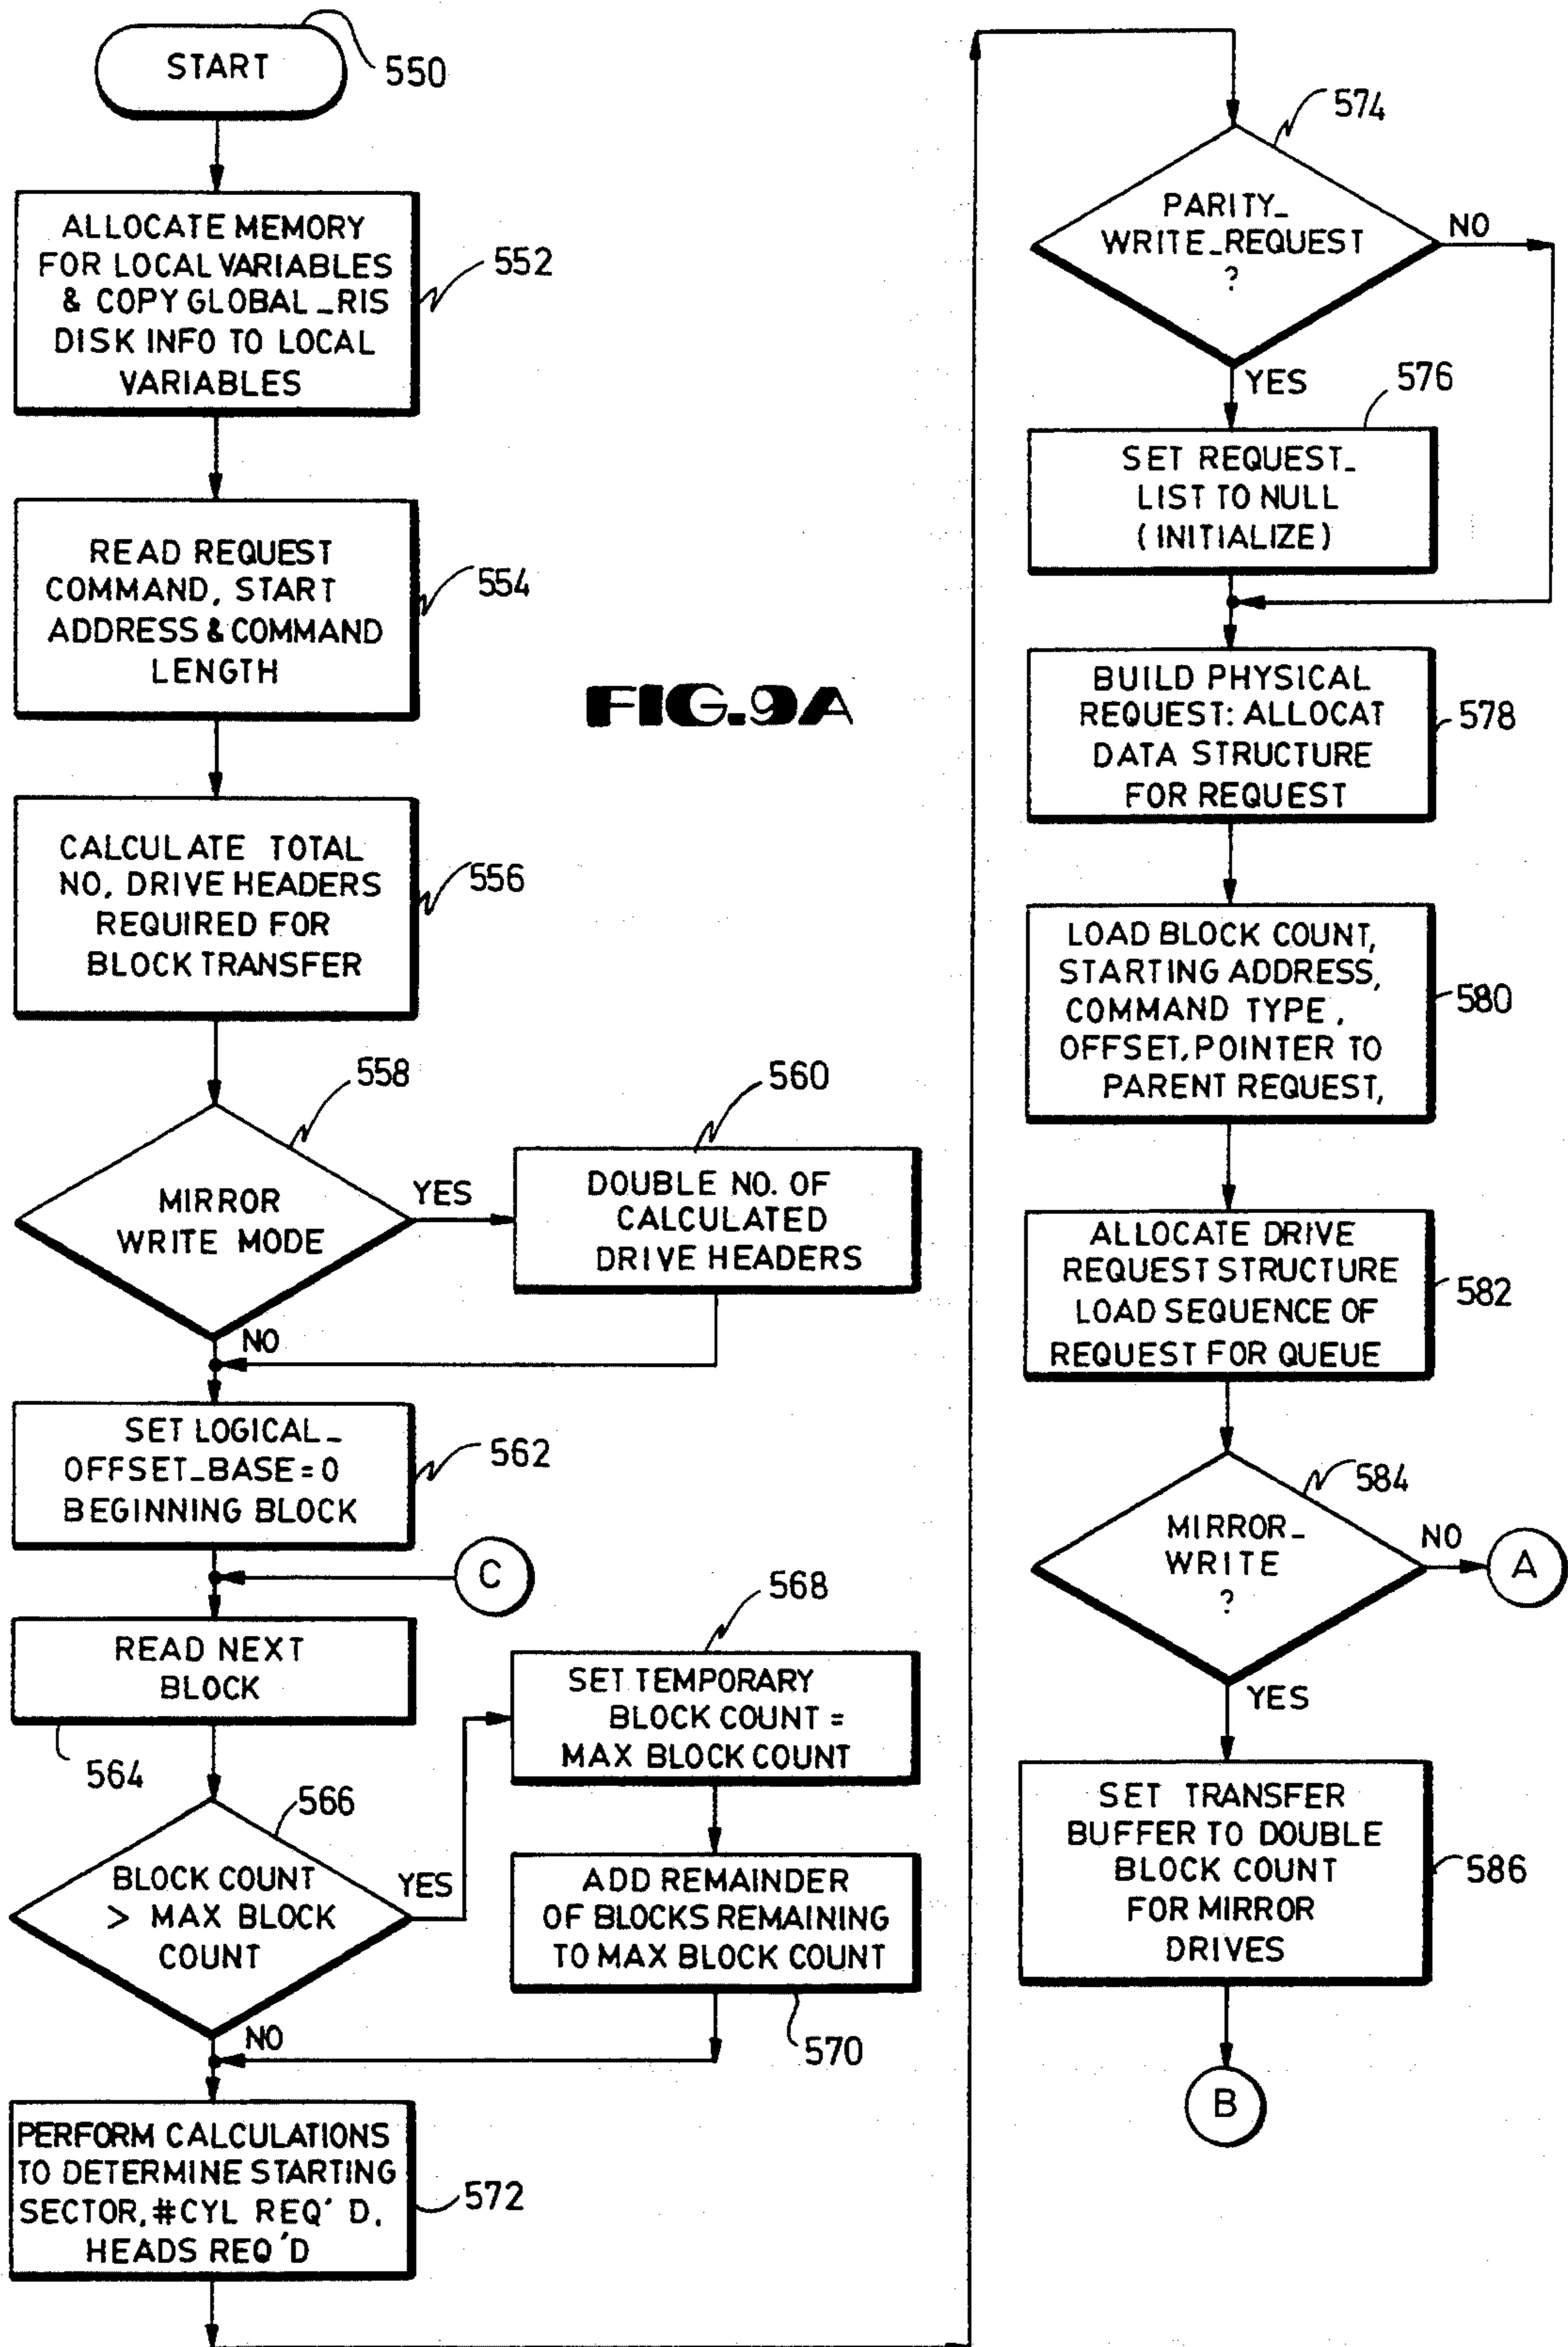 START
550
ALLOCATE MEMORY
FOR LOCAL VARIABLES
& COPY GLOBAL_RIS
DISK INFO TO LOCAL
VARIABLES
552
READ REQUEST
COMMAND, START
ADDRESS & COMMAND
LENGTH
554
CALCULATE TOTAL
NO. DRIVE HEADERS
REQUIRED FOR
BLOCK TRANSFER
556
558
MIRROR
WRITE MODE
YES
NO
560
DOUBLE NO. OF
CALCULATED
DRIVE HEADERS
SET LOGICAL_
OFFSET_BASE=0
BEGINNING BLOCK
562
C
READ NEXT
BLOCK
564
566
BLOCK COUNT
> MAX BLOCK
COUNT
YES
NO
568
SET TEMPORARY
BLOCK COUNT =
MAX BLOCK COUNT
ADD REMAINDER
OF BLOCKS REMAINING
TO MAX BLOCK COUNT
570
PERFORM CALCULATIONS
TO DETERMINE STARTING
SECTOR, #CYL REQ'D,
HEADS REQ'D
572
FIG.9A
574
PARITY_
WRITE_REQUEST
?
NO
YES
576
SET REQUEST_
LIST TO NULL
(INITIALIZE)
BUILD PHYSICAL
REQUEST: ALLOCAT
DATA STRUCTURE
FOR REQUEST
578
LOAD BLOCK COUNT,
STARTING ADDRESS,
COMMAND TYPE,
OFFSET, POINTER TO
PARENT REQUEST,
580
ALLOCATE DRIVE
REQUEST STRUCTURE
LOAD SEQUENCE OF
REQUEST FOR QUEUE
582
584
MIRROR_
WRITE
?
NO
A
YES
SET TRANSFER
BUFFER TO DOUBLE
BLOCK COUNT
FOR MIRROR
DRIVES
586
B